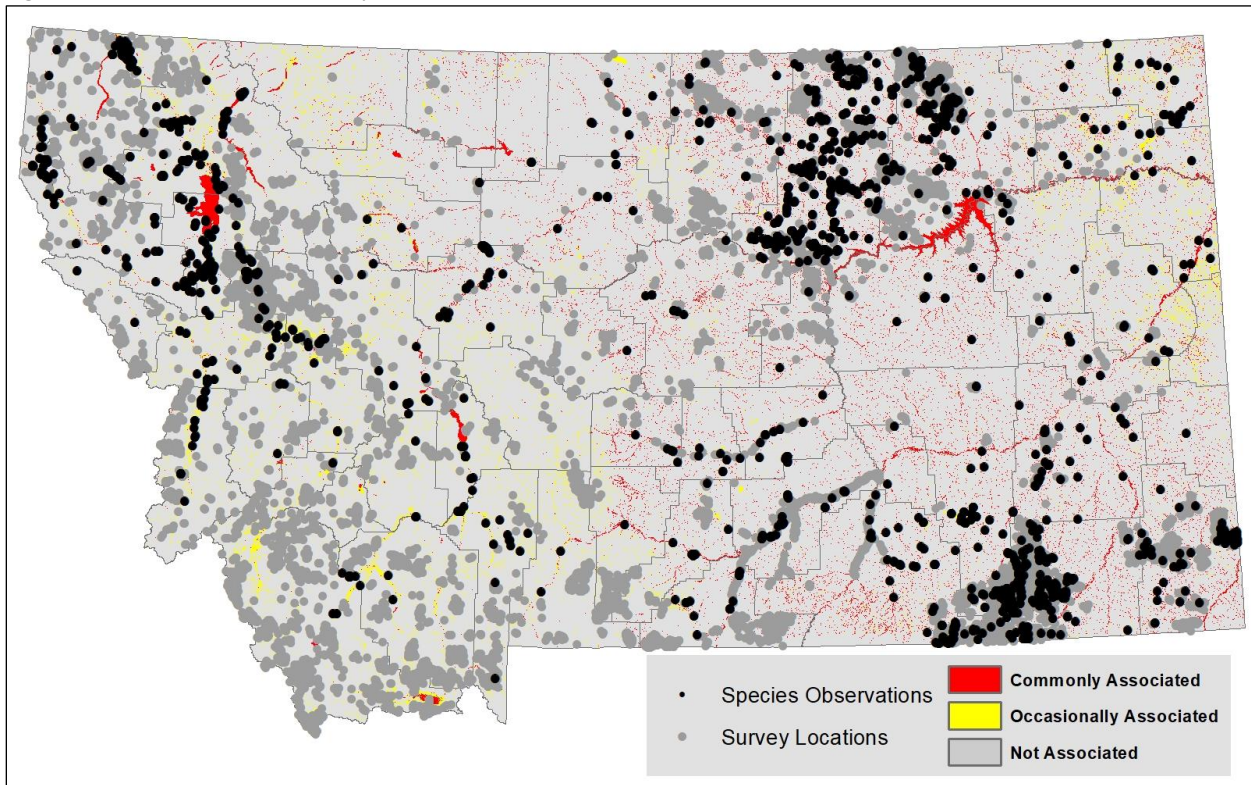 Species Observations
Survey Locations
Commonly Associated
Occasionally Associated
Not Associated